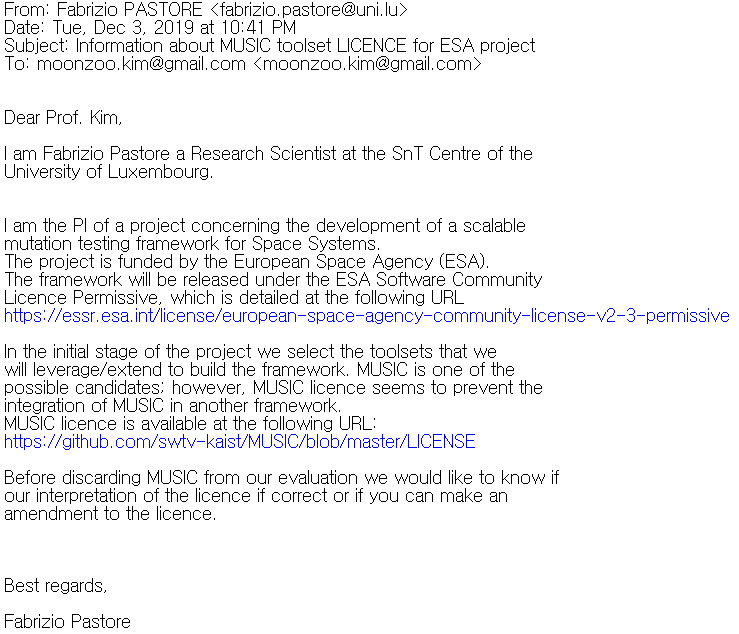 From: Fabrizio PASTORE <fabrizio.pastore@uni.lu>
Date: Tue, Dec 3, 2019 at 10:41 PM
Subject: Information about MUSIC toolset LICENCE for ESA project
To: moonzoo.kim@gmail.com <moonzoo.kim@gmail.com>
Dear Prof. Kim,
I am Fabrizio Pastore a Research Scientist at the SnT Centre of the
University of Luxembourg.
I am the PI of a project concerning the development of a scalable
mutation testing framework for Space Systems.
The project is funded by the European Space Agency (ESA).
The framework will be released under the ESA Software Community
Licence Permissive, which is detailed at the following URL
https://essr.esa.int/license/european-space-agency-community-license-v2-3-permissive
In the initial stage of the project we select the toolsets that we
will leverage/extend to build the framework. MUSIC is one of the
possible candidates; however, MUSIC licence seems to prevent the
integration of MUSIC in another framework.
MUSIC licence is available at the following URL:
https://github.com/swtv-kaist/MUSIC/blob/master/LICENSE
Before discarding MUSIC from our evaluation we would like to know if
our interpretation of the licence if correct or if you can make an
amendment to the licence.
Best regards,
Fabrizio Pastore